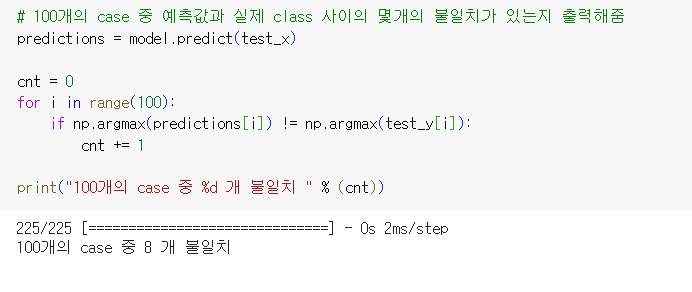 # 100개의 case 중 예측값과 실제 class 사이의 몇개의 불일치가 있는지 출력해줌
predictions = model.predict(test_x)
cnt = 0
for i in range(100):
    if np.argmax(predictions[i]) != np.argmax(test_y[i]):
        cnt += 1
print("100개의 case 중 %d 개 불일치 " % (cnt))
225/225 [==============================] - 0s 2ms/step
100개의 case 중 8 개 불일치